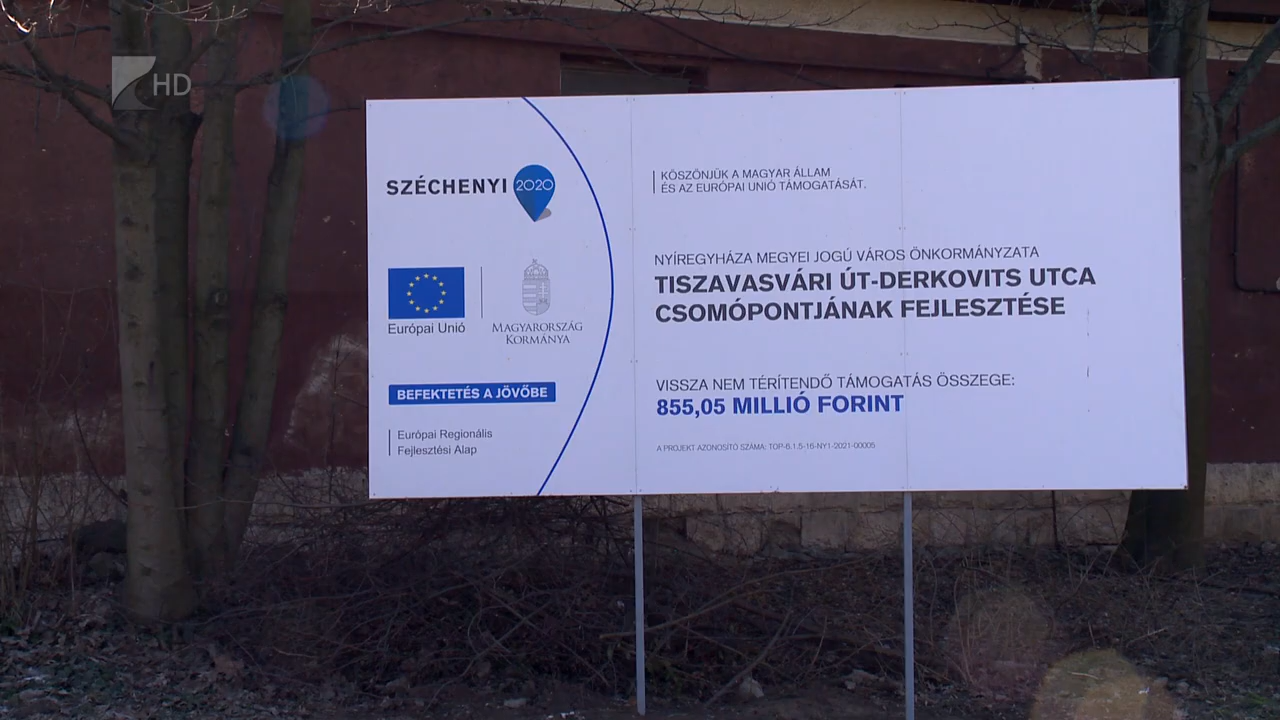 HD
SZÉCHENYI 2020
Európai Unió
MAGYARORSZÁG
KORMÁNYA
BEFEKTETÉS A JÖVŐBE
Európai Regionális
Fejlesztési Alap
KÖSZÖNJÜK A MAGYAR ÁLLAM
ÉS AZ EURÓPAI UNIÓ TÁMOGATÁSÁT.
NYÍREGYHÁZA MEGYEI JOGÚ VÁROS ÖNKORMÁNYZATA
TISZAVASVÁRI ÚT-DERKOVITS UTCA
CSOMÓPONTJÁNAK FEJLESZTÉSE
VISSZA NEM TÉRÍTENDŐ TÁMOGATÁS ÖSSZEGE:
855,05 MILLIÓ FORINT
A PROJEKT AZONOSÍTÓ SZÁMA: TOP-6.1.5-16-NY1-2021-00005